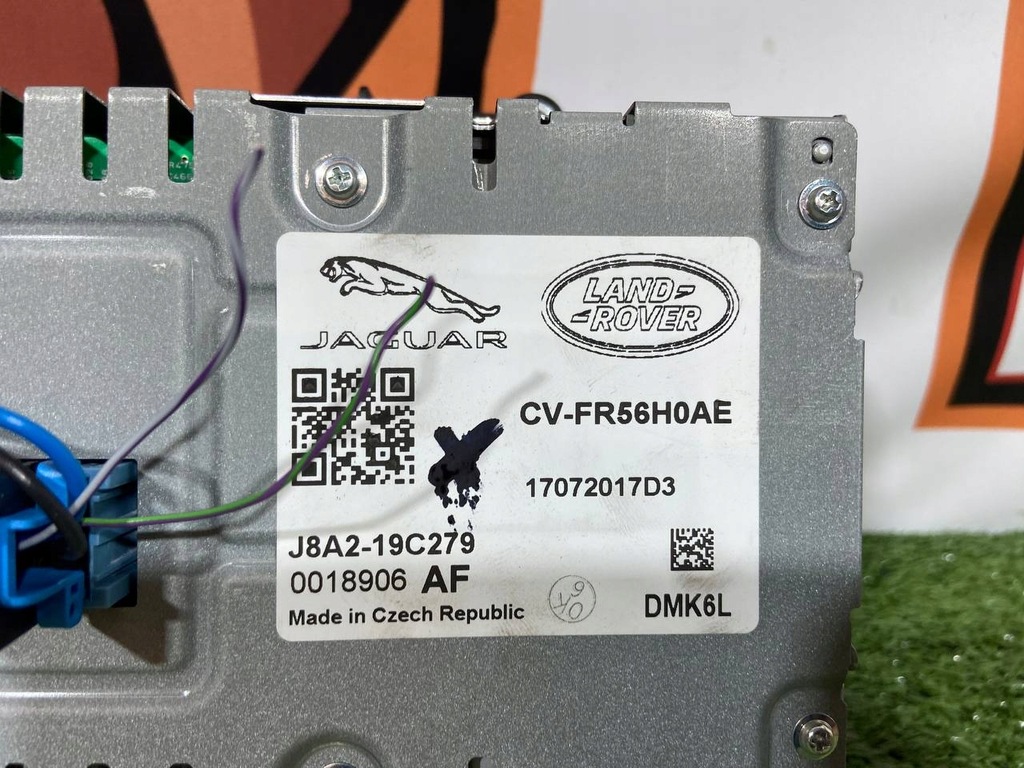 JAGUAR
LAND-
-ROVER
CV-FR56H0AE
17072017D3
J8A2-19C279
0018906 AF
Made in Czech Republic
DMK6L